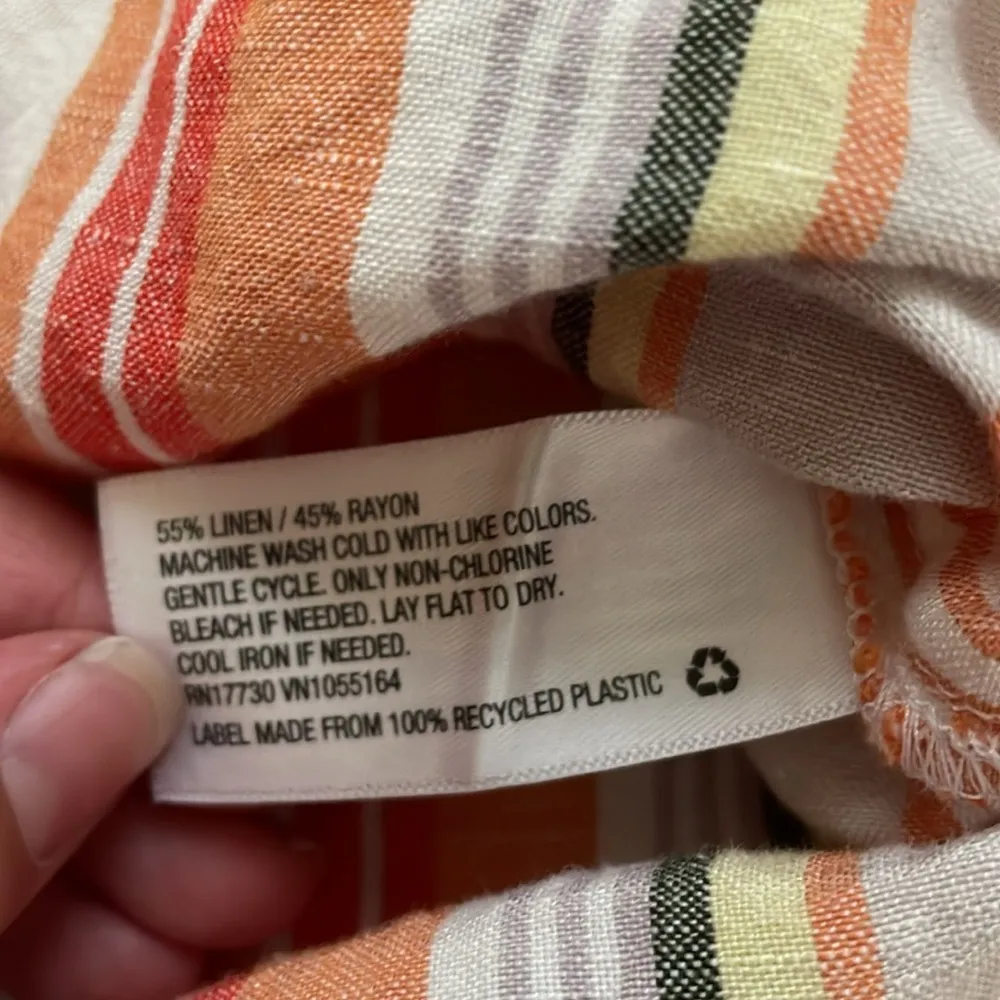 55% LINEN / 45% RAYON
MACHINE WASH COLD WITH LIKE COLORS.
GENTLE CYCLE. ONLY NON-CHLORINE
BLEACH IF NEEDED. LAY FLAT TO DRY.
COOL IRON IF NEEDED.
RN17730 VN1055164
LABEL MADE FROM 100% RECYCLED PLASTIC